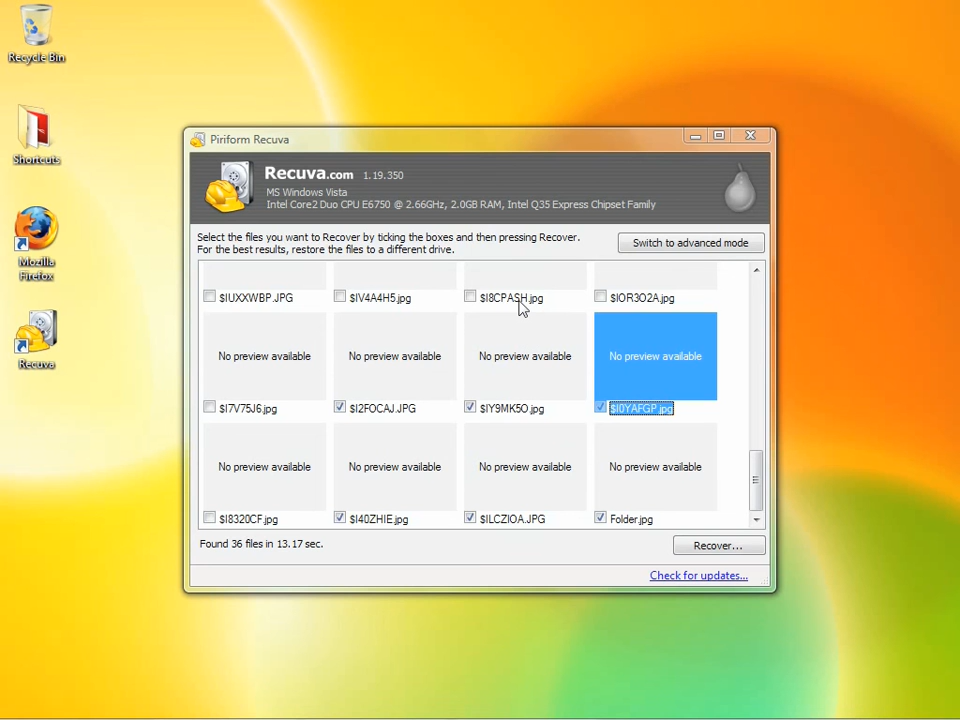 Recycle Bin
Shortcuts
Mozilla
Firefox
Recuva
Piriform Recuva
Recuva.com 1.19.350
MS Windows Vista
Intel Core2 Duo CPU E6750 @ 2.66GHz, 2.0GB RAM, Intel Q35 Express Chipset Family
Select the files you want to Recover by ticking the boxes and then pressing Recover.
For the best results, restore the files to a different drive.
Switch to advanced mode
$IUXXWBP.JPG $IV4A4H5.jpg $I8CPASH.jpg $IOR3O2A.jpg
No preview available No preview available No preview available No preview available
$I7V75J6.jpg $I2FOCAJ.JPG $IY9MK5O.jpg $I0YAFGP.jpg
No preview available No preview available No preview available No preview available
$I8320CF.jpg $I40ZHIE.jpg $ILCZIOA.JPG Folder.jpg
Found 36 files in 13.17 sec.
Recover...
Check for updates...